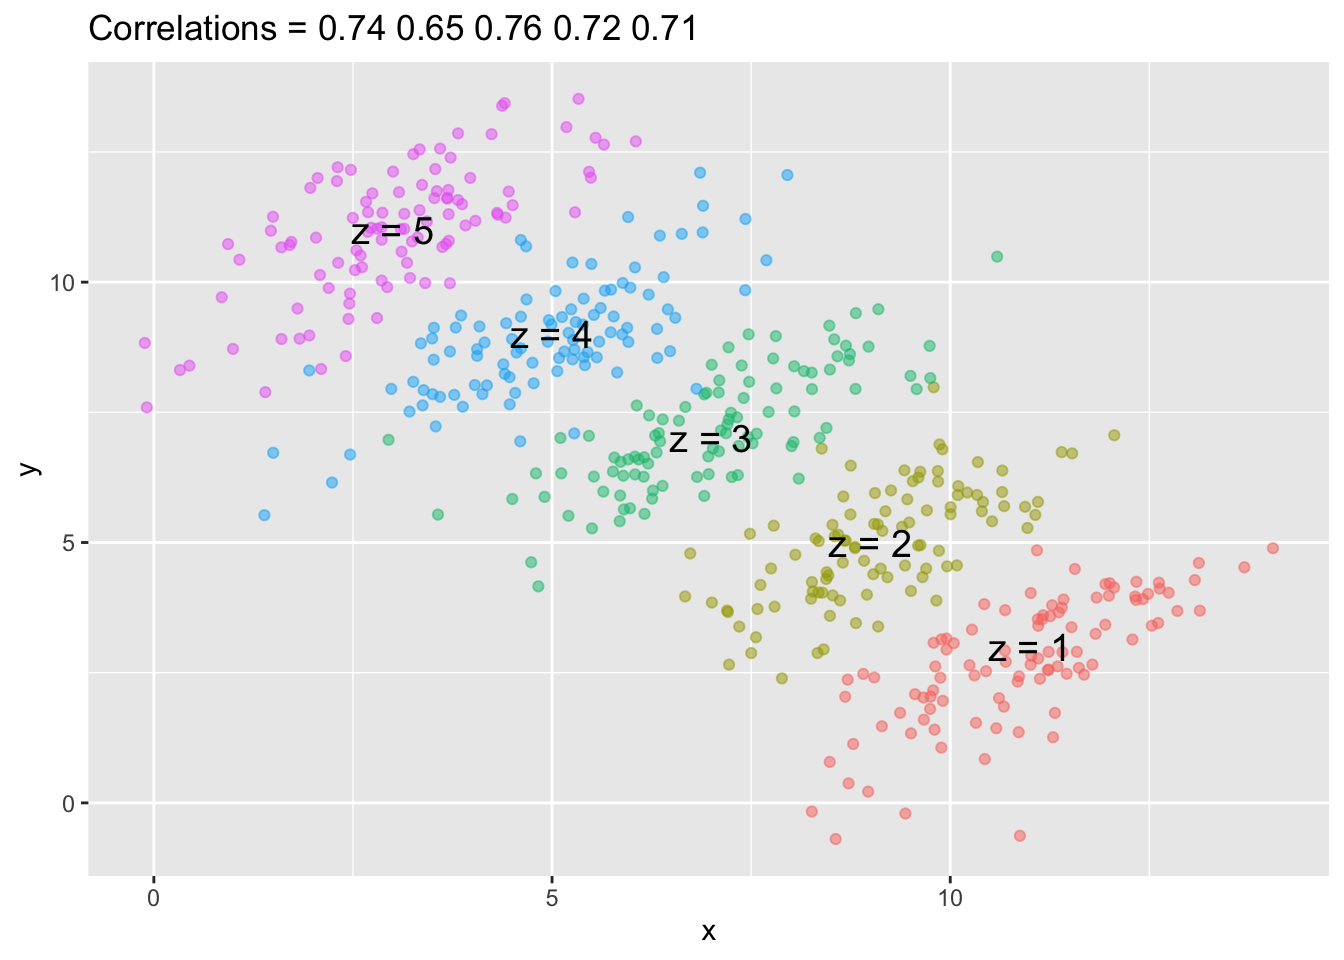 Correlations = 0.74 0.65 0.76 0.72 0.71
z = 5
z = 4
z = 3
z = 2
z = 1
10
5
0
y
0
5
10
x